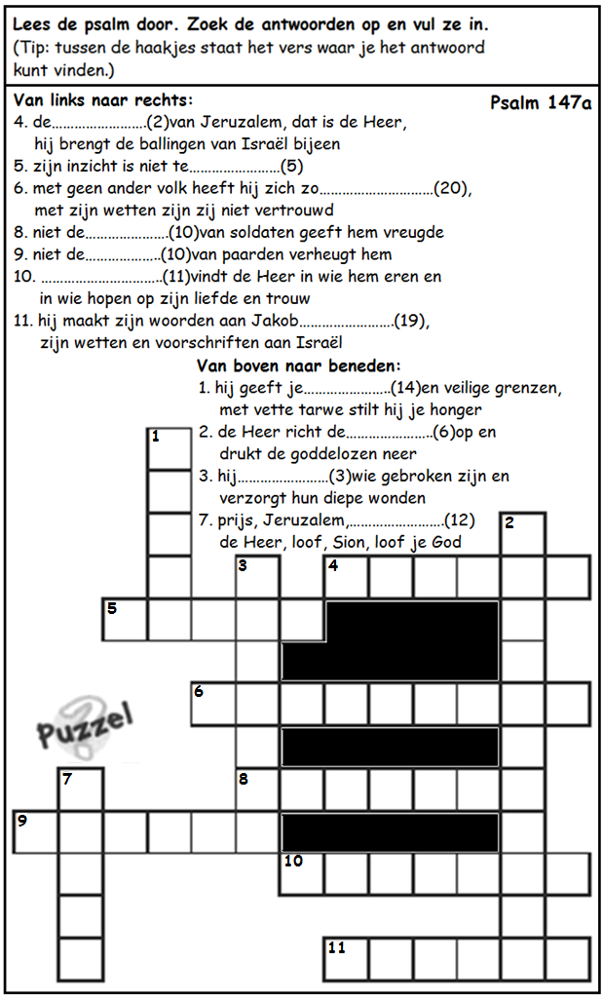 Lees de psalm door. Zoek de antwoorden op en vul ze in.
(Tip: tussen de haakjes staat het vers waar je het antwoord
kunt vinden.)
Van links naar rechts:
Psalm 147a
4. de.........................(2)van Jeruzalem, dat is de Heer,
hij brengt de ballingen van Israël bijeen
5. zijn inzicht is niet te........................(5)
6. met geen ander volk heeft hij zich zo..............................(20),
met zijn wetten zijn zij niet vertrouwd
8. niet de......................(10)van soldaten geeft hem vreugde
9. niet de....................(10)van paarden verheugt hem
10. ................................(11)vindt de Heer in wie hem eren en
in wie hopen op zijn liefde en trouw
11. hij maakt zijn woorden aan Jakob.........................(19),
zijn wetten en voorschriften aan Israël
Van boven naar beneden:
1. hij geeft je.......................(14)en veilige grenzen,
met vette tarwe stilt hij je honger
2. de Heer richt de.......................(6)op en
drukt de goddelozen neer
3. hij........................(3)wie gebroken zijn en
verzorgt hun diepe wonden
7. prijs, Jeruzalem,.........................(12)
de Heer, loof, Sion, loof je God
1
2
3 4
5
6
Puzzel
7 8
9
10
11